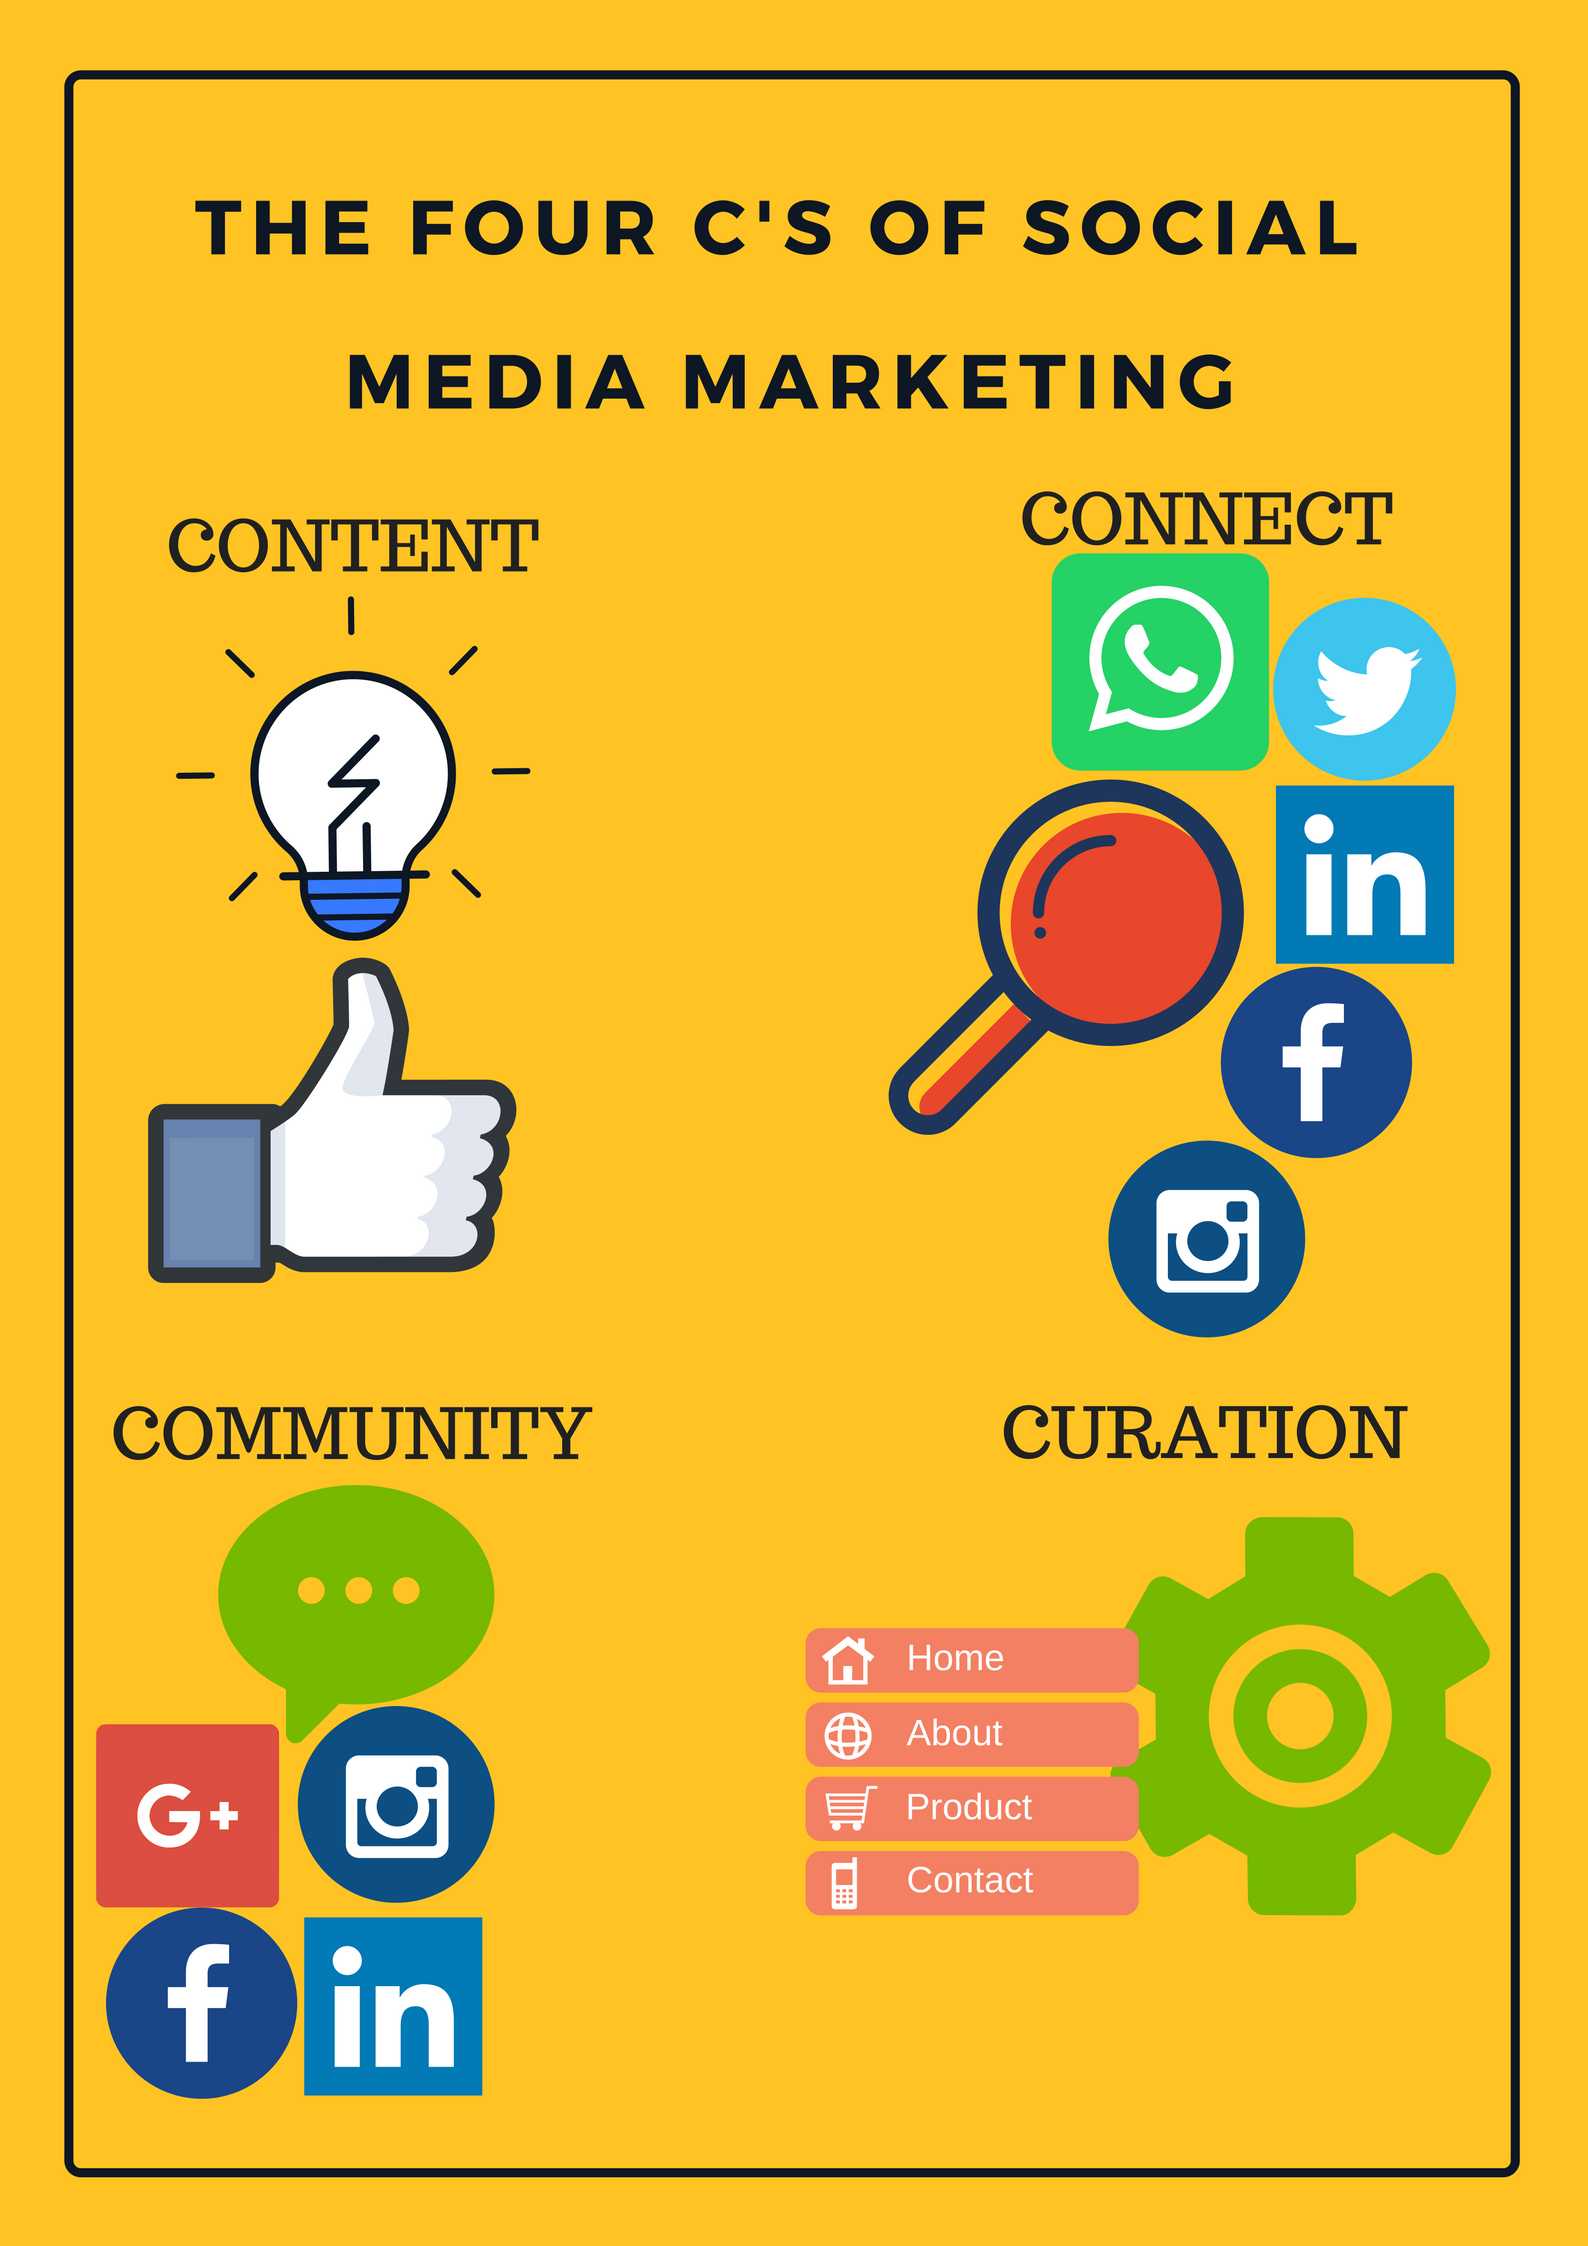 THE FOUR C'S OF SOCIAL
MEDIA MARKETING
CONTENT
CONNECT
in
f
COMMUNITY
CURATION
Home
About
Product
Contact
G+
f
in